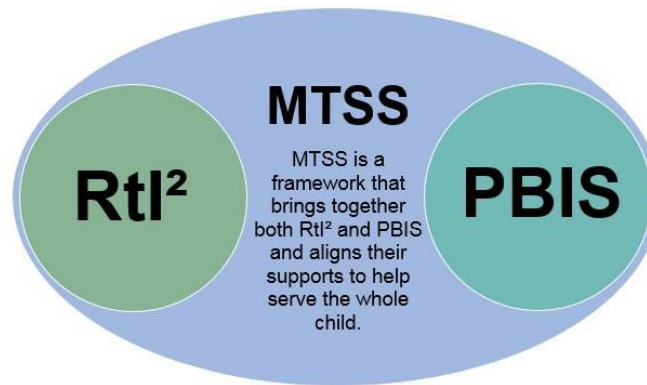 RtI²
MTSS
MTSS is a
framework that
brings together
both RtI² and PBIS
and aligns their
supports to help
serve the whole
child.
PBIS